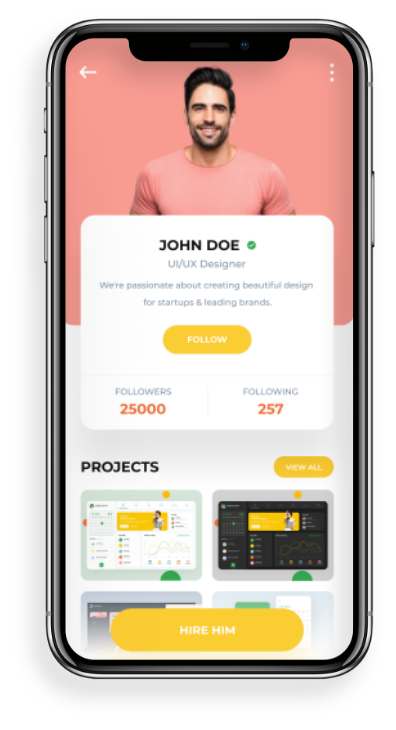 JOHN DOE
UI/UX Designer
We're passionate about creating beautiful design
for startups & leading brands.
FOLLOW
FOLLOWERS
FOLLOWING
25000
257
PROJECTS
VIEW ALL
HIRE HIM